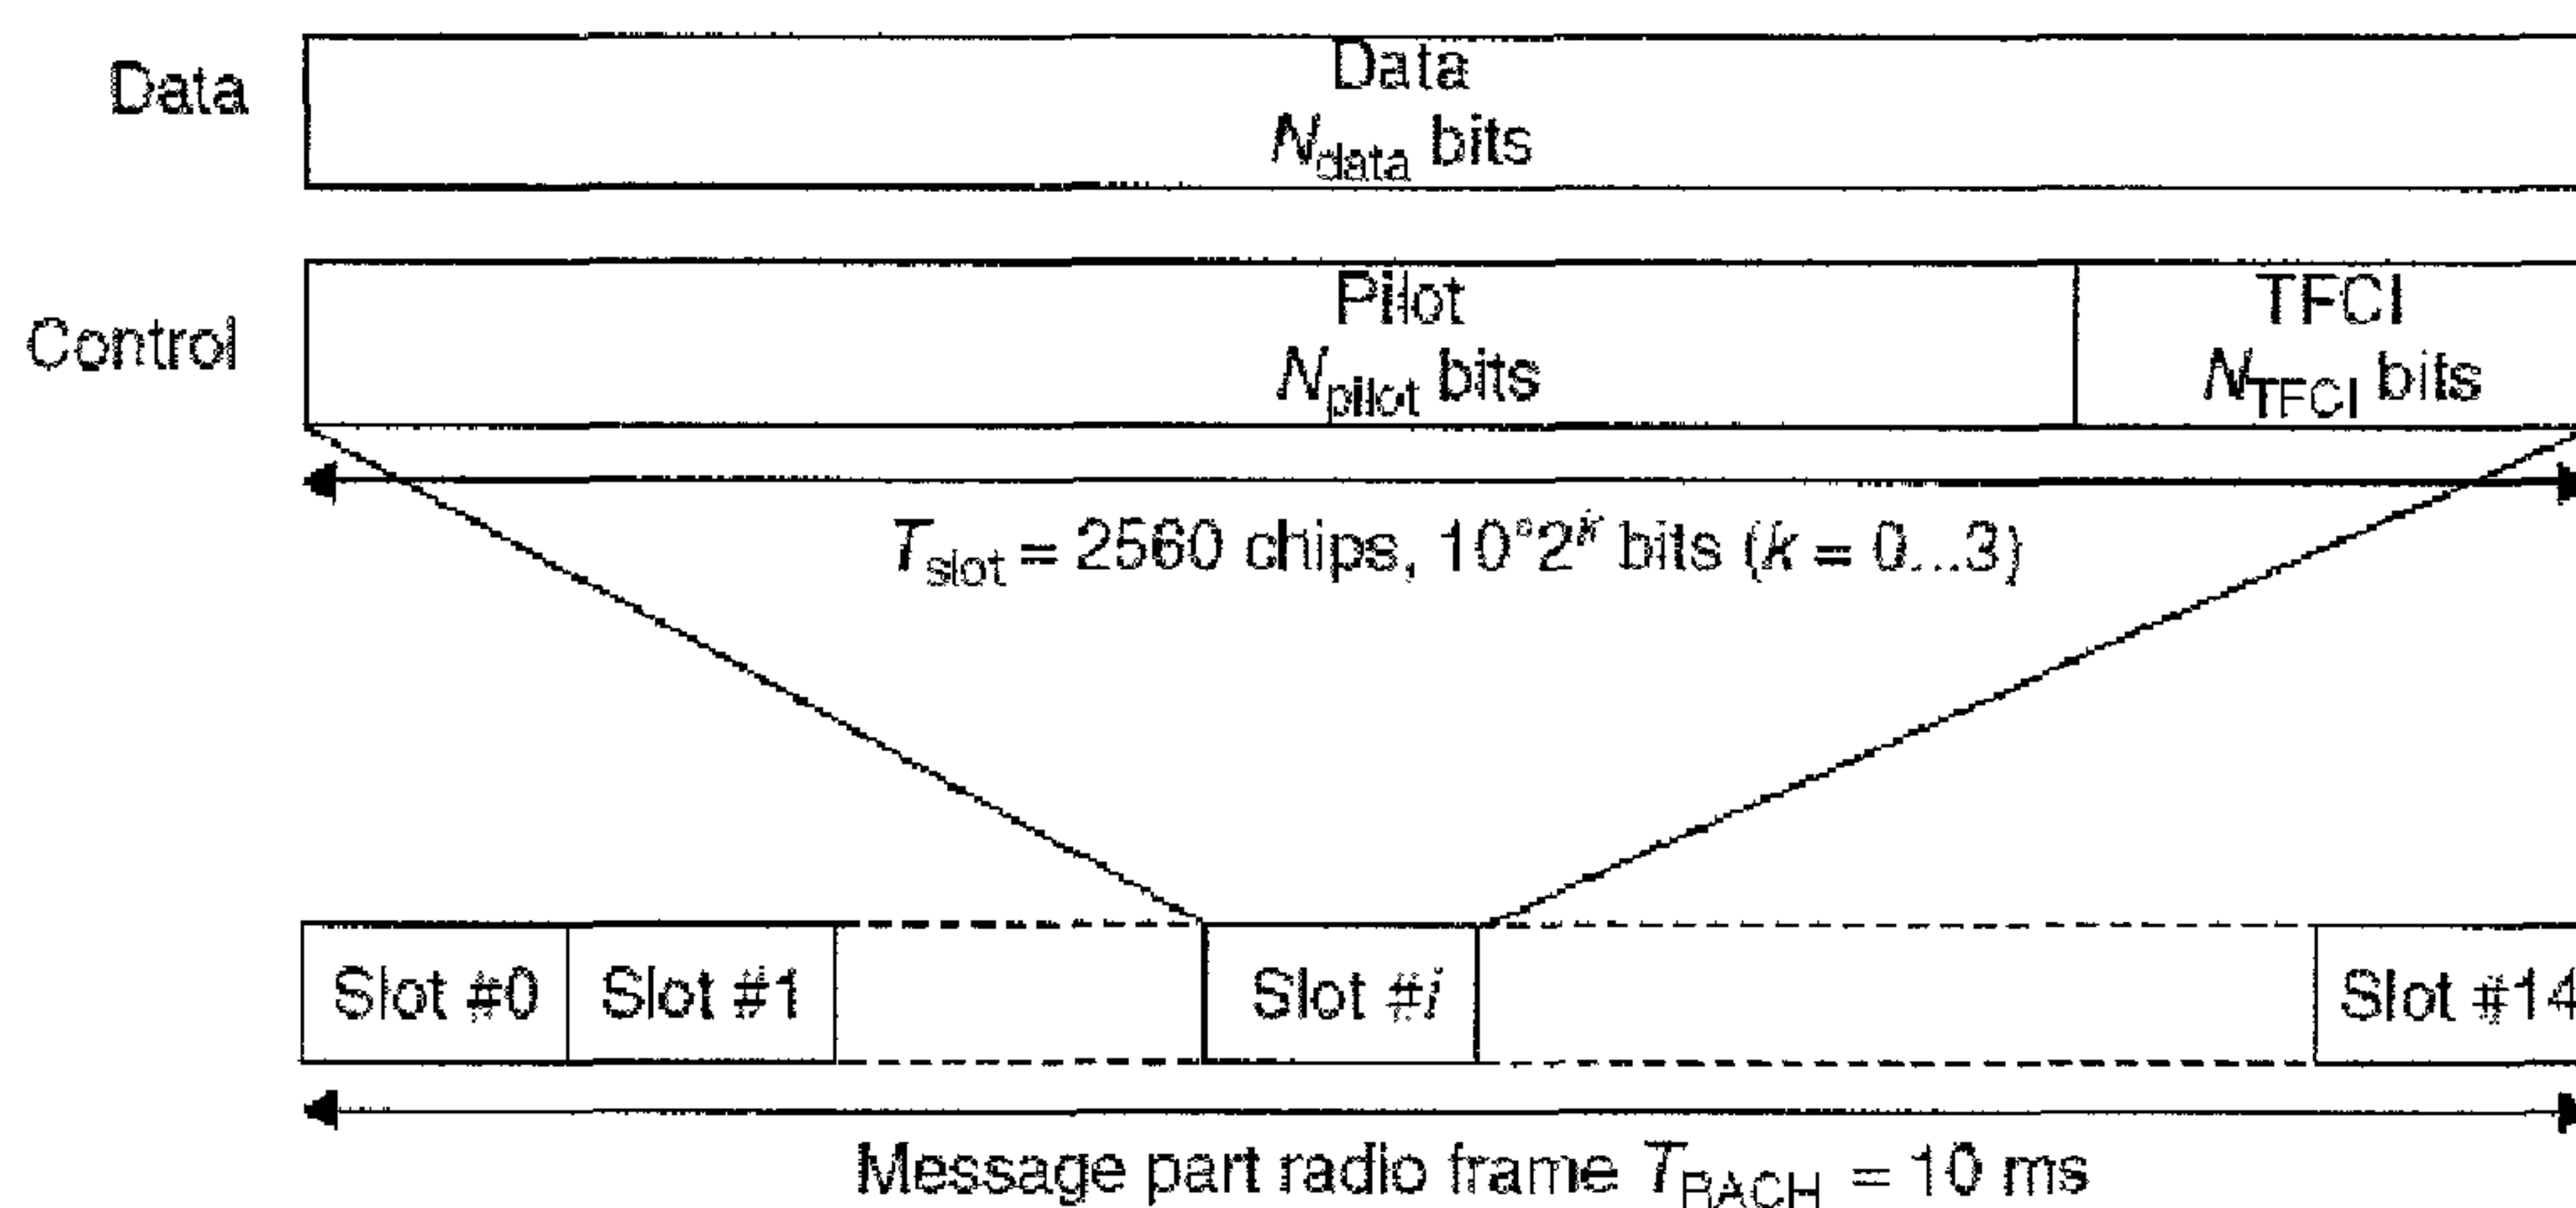 Data
Data
N_data bits
Control
Pilot
N_pilot bits
TFCI
N_TFCI bits
T_slot = 2560 chips, 10°2^k bits (k = 0...3)
Slot #0
Slot #1
Slot #i
Slot #14
Message part radio frame T_RACH = 10 ms